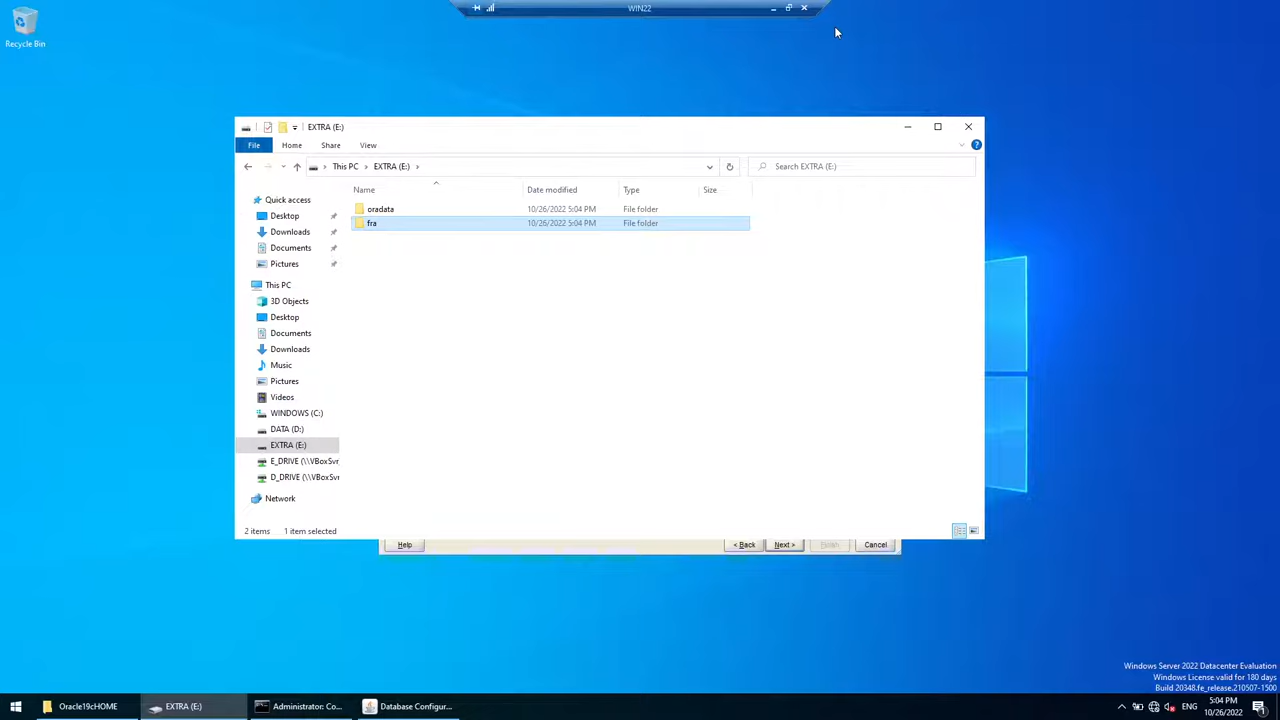 WIN22
Recycle Bin
EXTRA (E:)
File
Home
Share
View
This PC
EXTRA (E:)
Search EXTRA (E:)
Name
Date modified
Type
Size
oradata
10/26/2022 5:04 PM
File folder
fra
10/26/2022 5:04 PM
File folder
Quick access
Desktop
Downloads
Documents
Pictures
This PC
3D Objects
Desktop
Documents
Downloads
Music
Pictures
Videos
WINDOWS (C:)
DATA (D:)
EXTRA (E:)
E_DRIVE (\\VBoxSvr
D_DRIVE (\\VBoxSvr
Network
2 items
1 item selected
Help
< Back
Next >
Cancel
Windows Server 2022 Datacenter Evaluation
Windows License valid for 180 days
Build 20348.fe_release.210507-1500
Oracle19cHOME
EXTRA (E:)
Administrator: Co...
Database Configur...
ENG
5:04 PM
10/26/2022
1